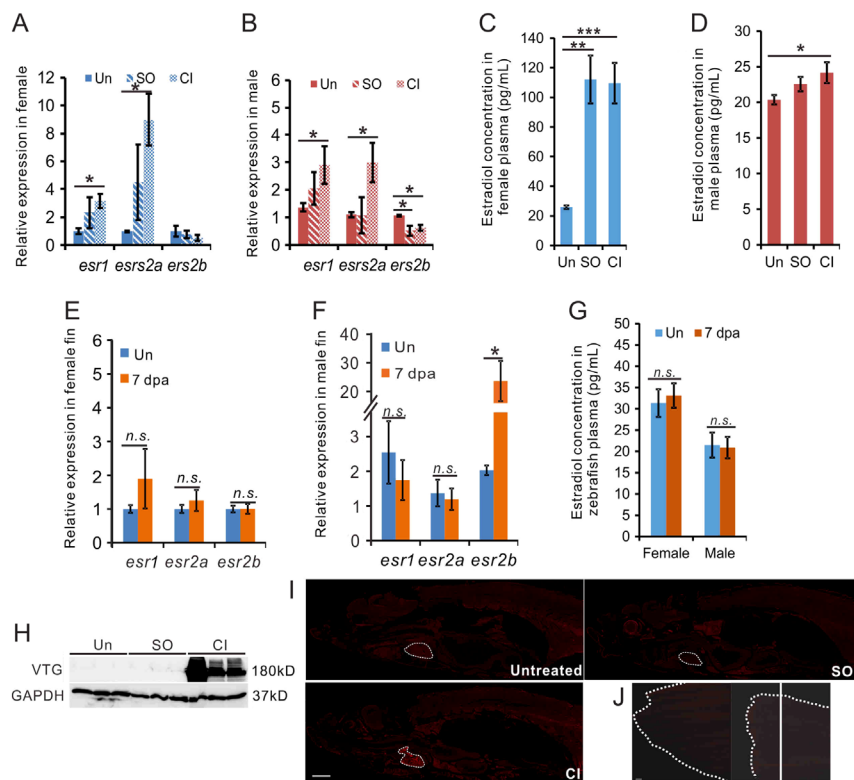 A
Relative expression in female
12
10
8
6
4
2
0
Un SO CI
*
*
esr1 esrs2a ers2b
B
Relative expression in male
6
5
4
3
2
1
0
Un SO CI
*
*
*
*
esr1 esrs2a ers2b
C
Estradiol concentration in
female plasma (pg/mL)
140
120
100
80
60
40
20
0
***
**
Un SO CI
D
Estradiol concentration in
male plasma (pg/mL)
30
25
20
15
10
5
0
*
Un SO CI
E
Relative expression in female fin
6
5
4
3
2
1
0
Un
7 dpa
n.s.
n.s.
n.s.
esr1 esr2a esr2b
F
Relative expression in male fin
40
30
20
4
3
2
1
0
Un
7 dpa
n.s.
n.s.
*
esr1 esr2a esr2b
G
Estradiol concentration in
zebrafish plasma (pg/mL)
50
45
40
35
30
25
20
15
10
5
0
Un 7 dpa
n.s.
n.s.
Female Male
H
Un SO CI
VTG 180kD
GAPDH 37kD
I
Untreated
SO
CI
J